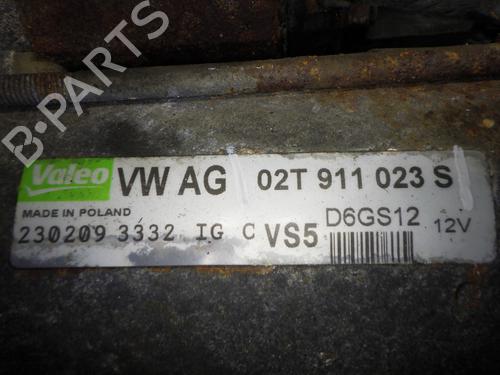 B-PARTS
Valeo VW AG 02T 911 023 S
MADE IN POLAND D6GS12 12V
230209 3332 IG C VS5